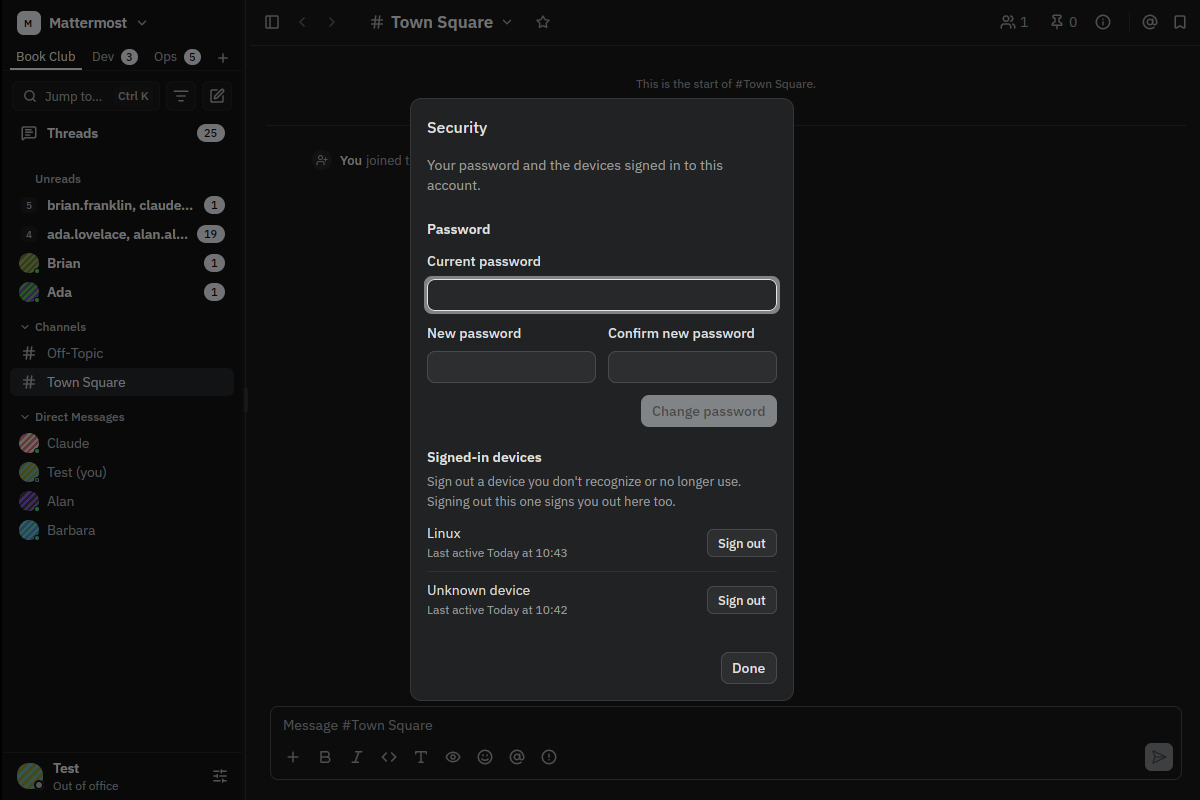 M Mattermost
Book Club Dev 3 Ops 5
Jump to... Ctrl K
Threads 25
Unreads
5 brian.franklin, claude... 1
4 ada.lovelace, alan.al... 19
Brian 1
Ada 1
Channels
Off-Topic
Town Square
Direct Messages
Claude
Test (you)
Alan
Barbara
Test
Out of office
Town Square 1 0
This is the start of #Town Square.
You joined t
Security
Your password and the devices signed in to this
account.
Password
Current password
New password Confirm new password
Change password
Signed-in devices
Sign out a device you don't recognize or no longer use.
Signing out this one signs you out here too.
Linux
Last active Today at 10:43
Sign out
Unknown device
Last active Today at 10:42
Sign out
Done
Message #Town Square